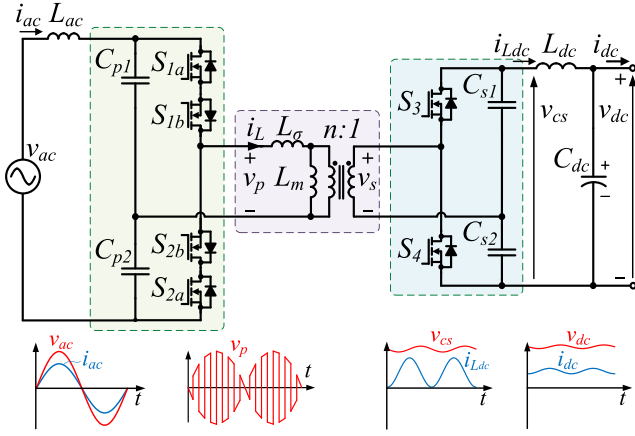 i_ac L_ac
C_p1 S_1a
S_1b
v_ac
i_L L_σ n:1
+ v_p − L_m + v_s −
C_p2 S_2b
S_2a
S_3 C_s1
S_4 C_s2
i_Ldc L_dc i_dc
v_cs C_dc + − + v_dc −
v_ac i_ac t
v_p t
v_cs i_Ldc t
v_dc i_dc t